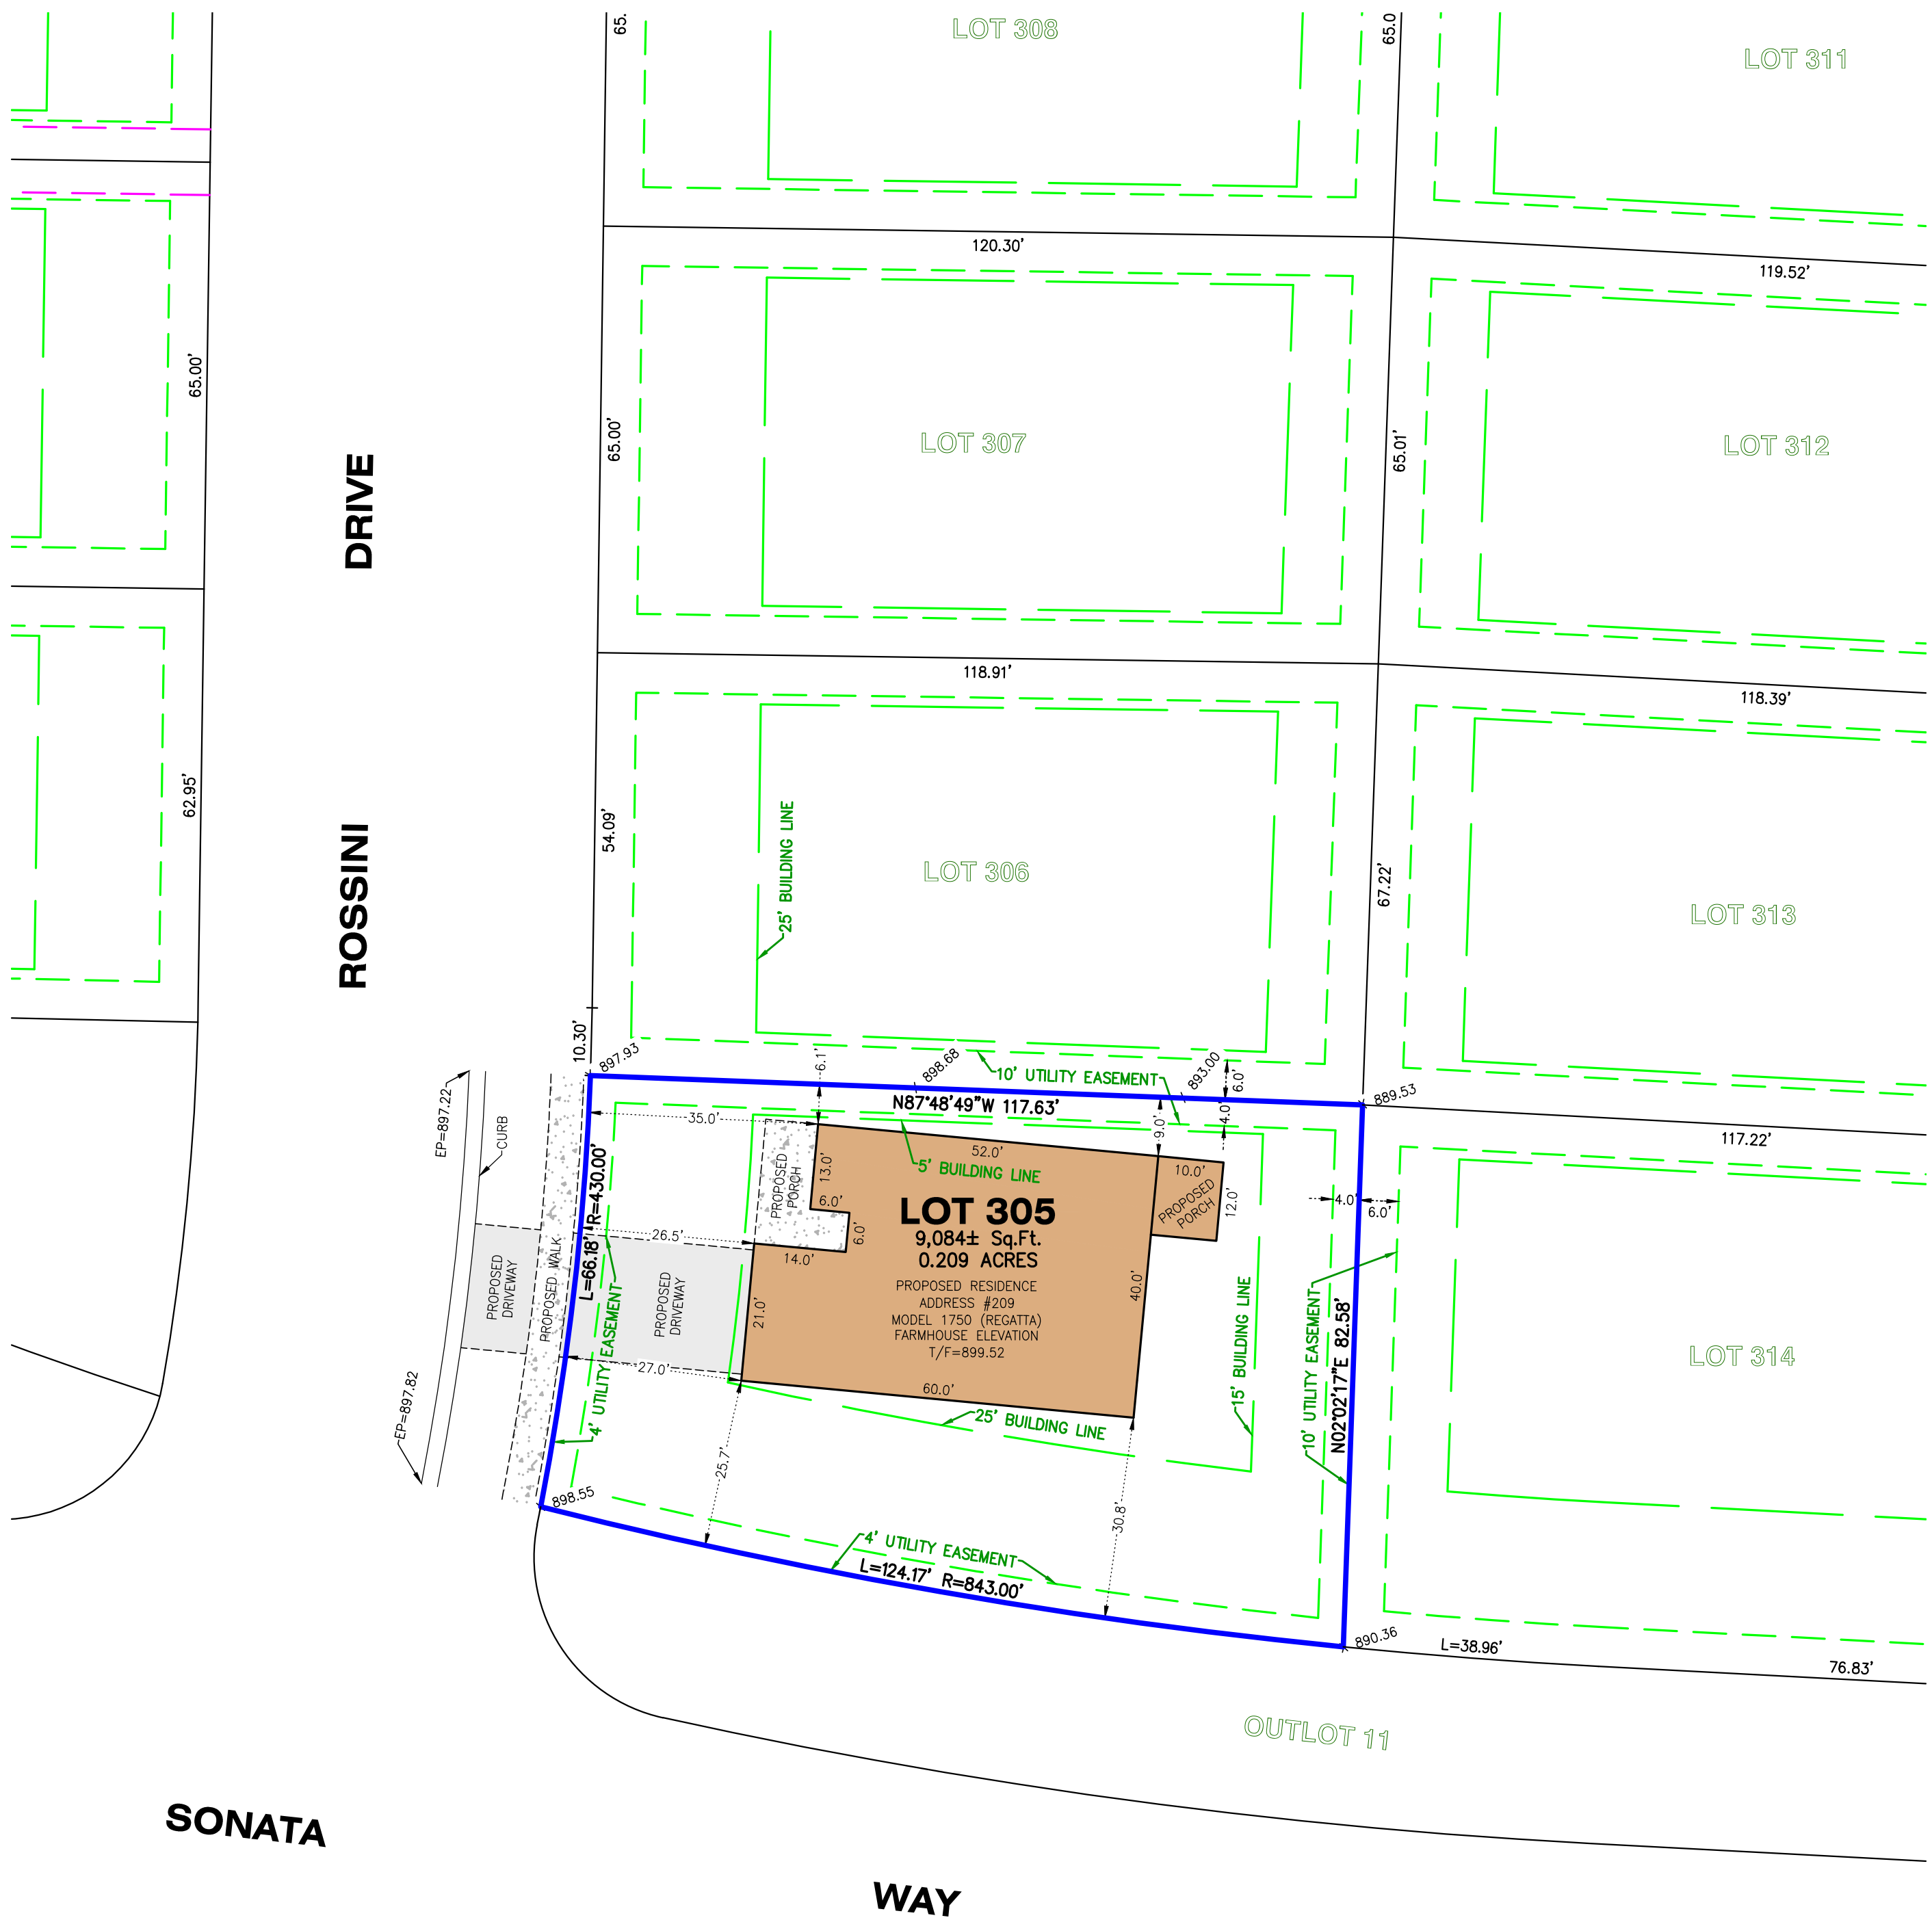 LOT 308
LOT 311
65.
65.0
120.30'
119.52'
65.00'
65.00'
65.01'
LOT 307
LOT 312
DRIVE
118.91'
118.39'
62.95'
54.09'
25' BUILDING LINE
LOT 306
67.22'
LOT 313
ROSSINI
10.30'
897.93
6.1'
898.68
10' UTILITY EASEMENT
893.00
6.0'
889.53
EP=897.22
CURB
N87°48'49"W 117.63'
35.0'
9.0'
4.0'
117.22'
52.0'
5' BUILDING LINE
10.0'
PROPOSED
PORCH
13.0'
6.0'
6.0'
14.0'
PROPOSED
PORCH
12.0'
4.0'
6.0'
LOT 305
9,084± Sq.Ft.
0.209 ACRES
PROPOSED RESIDENCE
ADDRESS #209
MODEL 1750 (REGATTA)
FARMHOUSE ELEVATION
T/F=899.52
L=66.18' R=430.00'
26.5'
PROPOSED
DRIVEWAY
PROPOSED WALK
PROPOSED
DRIVEWAY
4' UTILITY EASEMENT
21.0'
40.0'
15' BUILDING LINE
10' UTILITY EASEMENT
N02°02'17"E 82.58'
LOT 314
27.0'
60.0'
25' BUILDING LINE
EP=897.82
25.7'
30.8'
898.55
4' UTILITY EASEMENT
L=124.17' R=843.00'
890.36
L=38.96'
76.83'
OUTLOT 11
SONATA
WAY